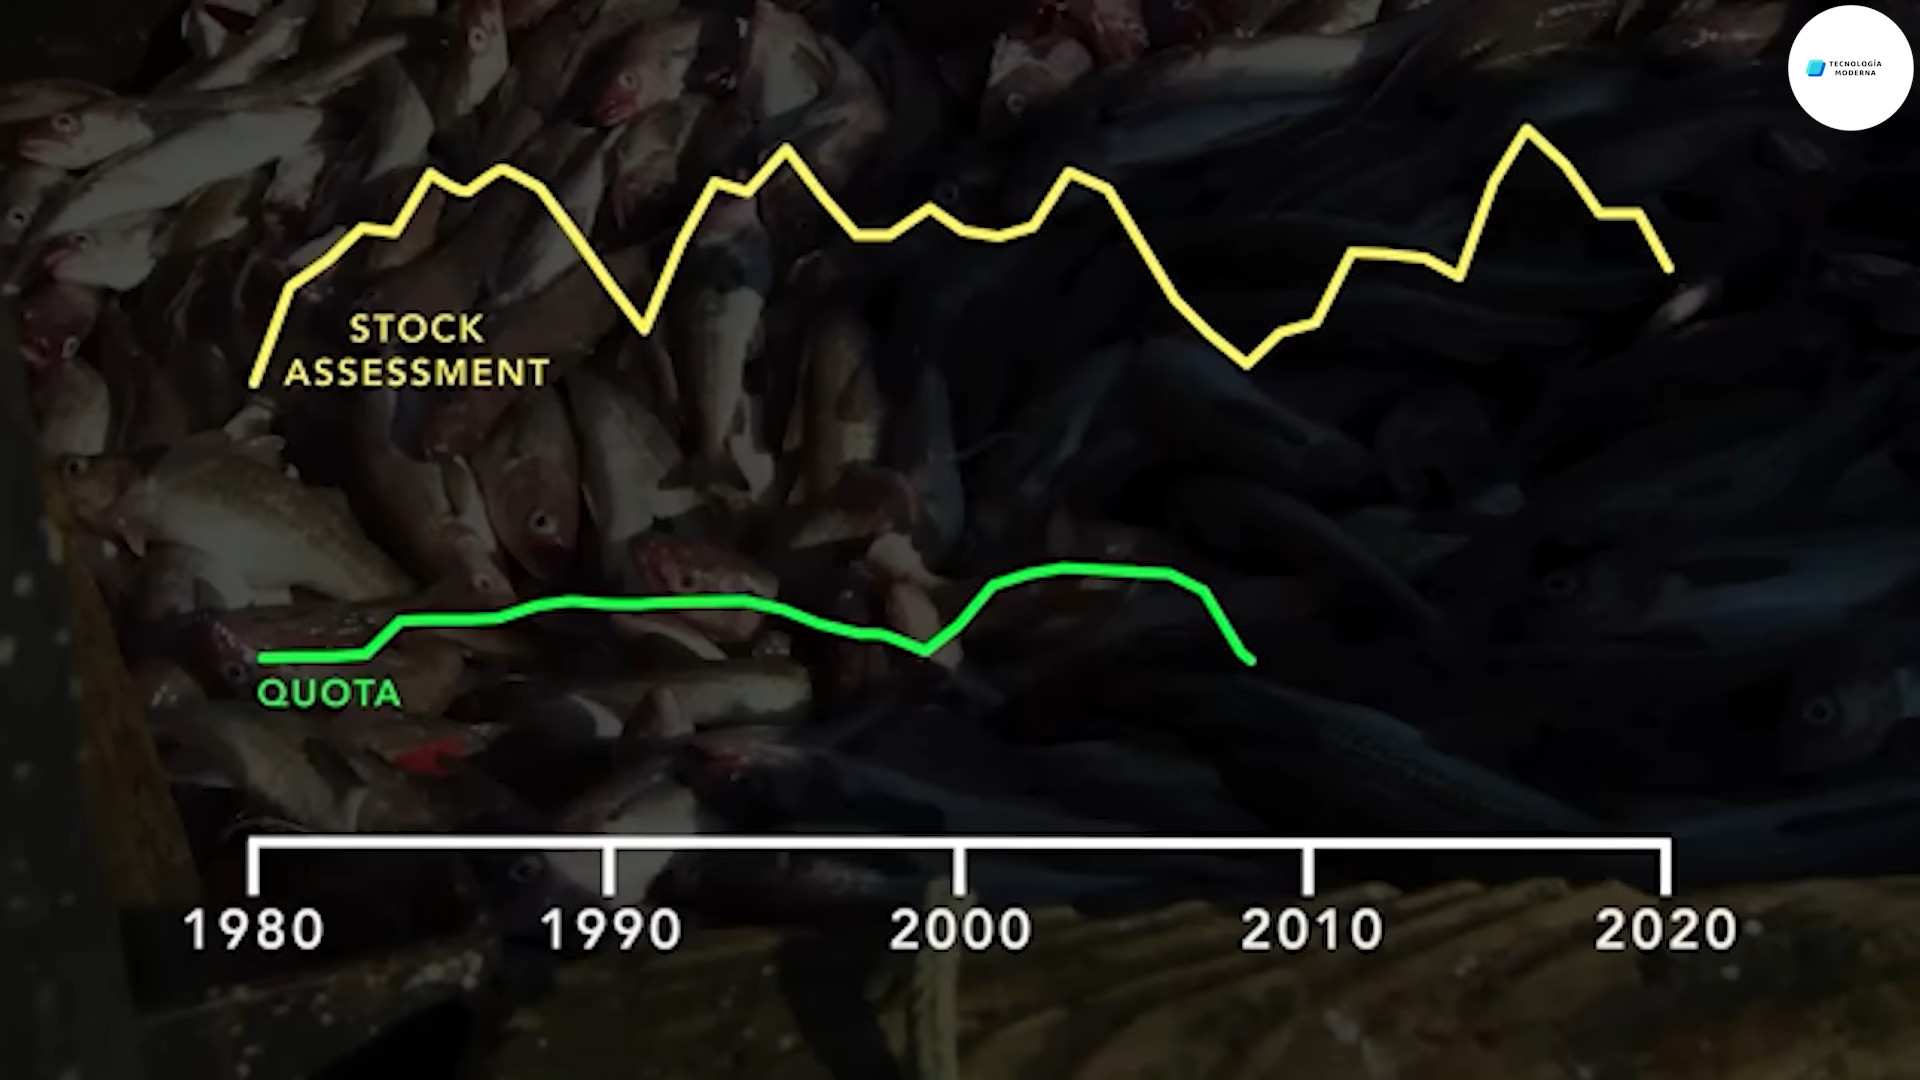 TECNOLOGÍA
MODERNA
STOCK
ASSESSMENT
QUOTA
1980 1990 2000 2010 2020